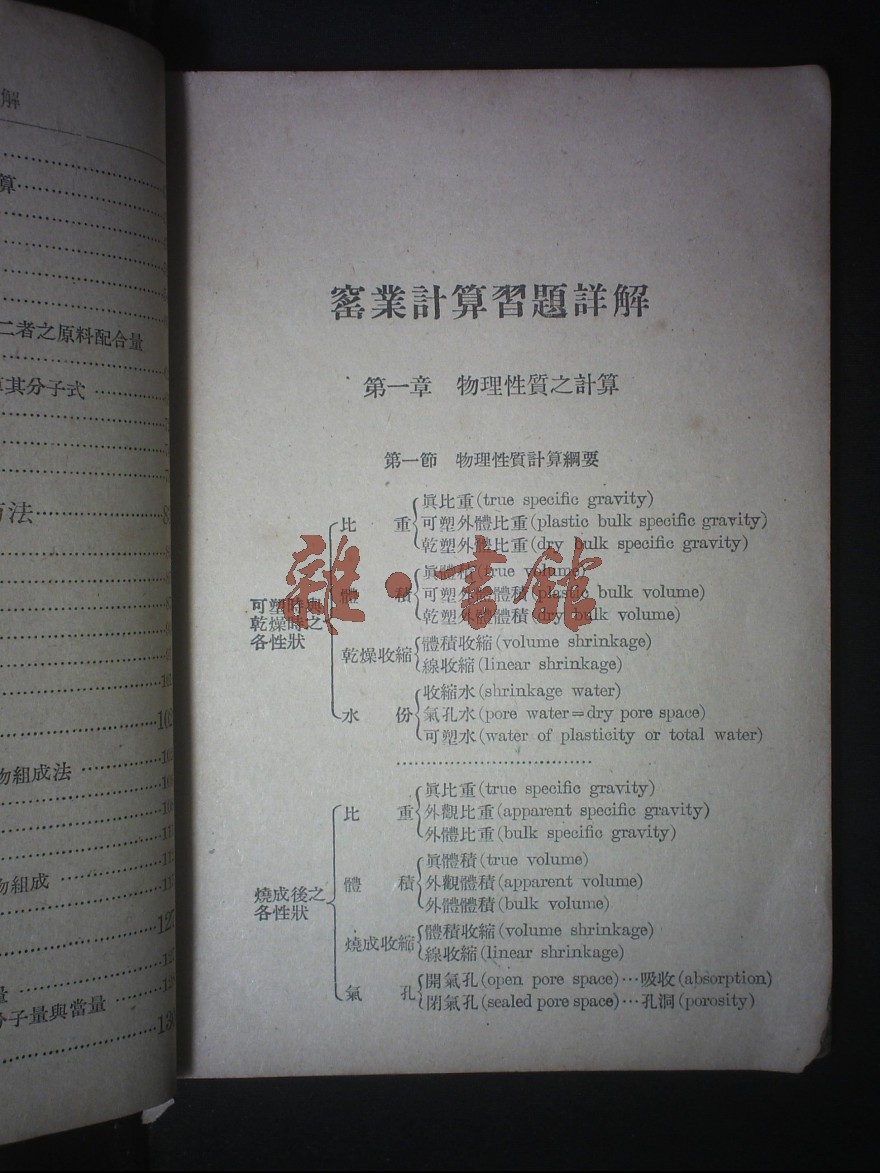 解
算
二者之原料配合量
其分子式
方法
物組成法
物組成
量
分子量與當量
窰業計算習題詳解
第一章 物理性質之計算
第一節 物理性質計算綱要
可塑時與乾燥時之各性狀
比重
眞比重(true specific gravity)
可塑外體比重(plastic bulk specific gravity)
乾塑外體比重(dry bulk specific gravity)
體積
眞體積(true volume)
可塑外體體積(plastic bulk volume)
乾塑外體體積(dry bulk volume)
乾燥收縮
體積收縮(volume shrinkage)
線收縮(linear shrinkage)
水份
收縮水(shrinkage water)
氣孔水(pore water=dry pore space)
可塑水(water of plasticity or total water)
燒成後之各性狀
比重
眞比重(true specific gravity)
外觀比重(apparent specific gravity)
外體比重(bulk specific gravity)
體積
眞體積(true volume)
外觀體積(apparent volume)
外體體積(bulk volume)
燒成收縮
體積收縮(volume shrinkage)
線收縮(linear shrinkage)
氣孔
開氣孔(open pore space)…吸收(absorption)
閉氣孔(sealed pore space)…孔洞(porosity)
雜·書館